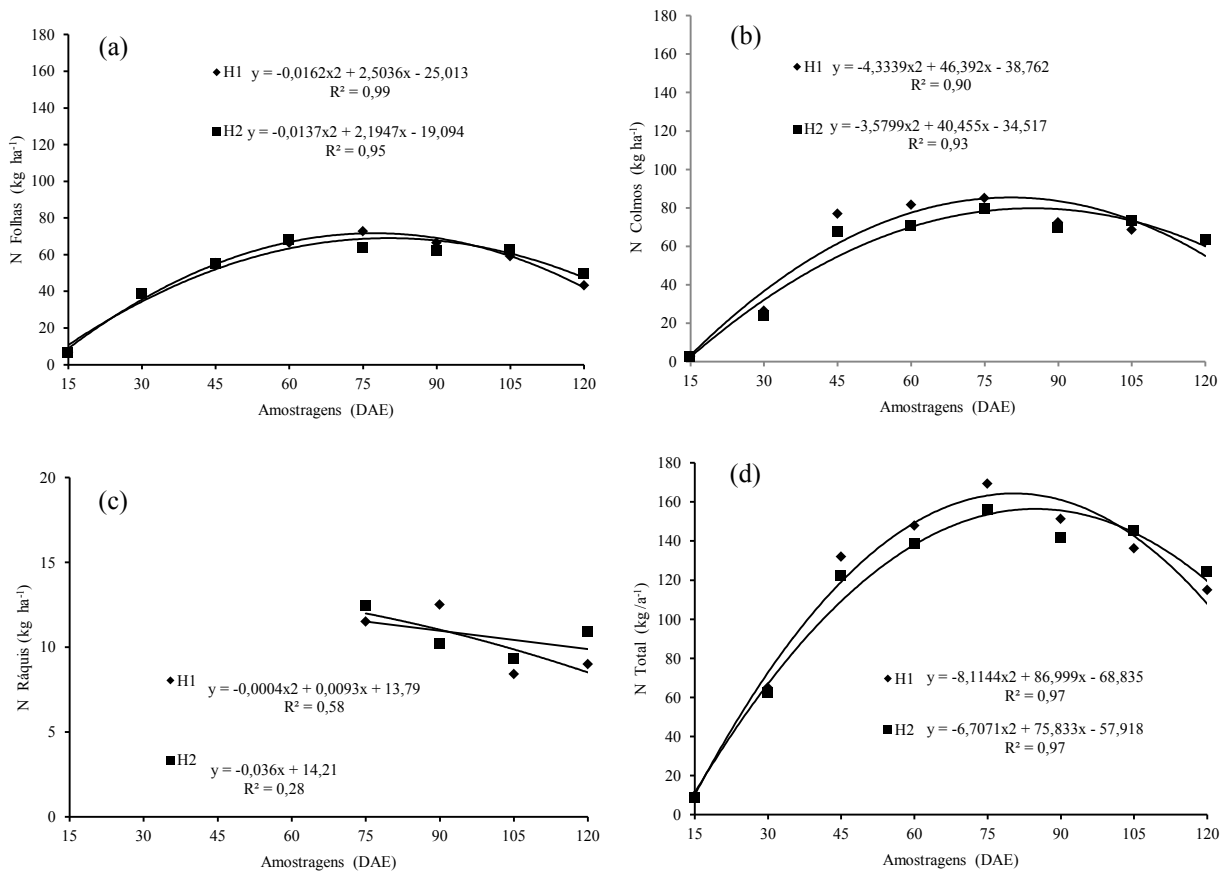 (a)
H1 y = -0,0162x2 + 2,5036x - 25,013
R² = 0,99
H2 y = -0,0137x2 + 2,1947x - 19,094
R² = 0,95
N Folhas (kg ha⁻¹)
0 20 40 60 80 100 120 140 160 180
15 30 45 60 75 90 105 120
Amostragens (DAE)
(b)
H1 y = -4,3339x2 + 46,392x - 38,762
R² = 0,90
H2 y = -3,5799x2 + 40,455x - 34,517
R² = 0,93
N Colmos (kg ha⁻¹)
0 20 40 60 80 100 120 140 160 180
15 30 45 60 75 90 105 120
Amostragens (DAE)
(c)
H1 y = -0,0004x2 + 0,0093x + 13,79
R² = 0,58
H2 y = -0,036x + 14,21
R² = 0,28
N Ráquis (kg ha⁻¹)
0 5 10 15 20
15 30 45 60 75 90 105 120
Amostragens (DAE)
(d)
H1 y = -8,1144x2 + 86,999x - 68,835
R² = 0,97
H2 y = -6,7071x2 + 75,833x - 57,918
R² = 0,97
N Total (kg /a⁻¹)
0 20 40 60 80 100 120 140 160 180
15 30 45 60 75 90 105 120
Amostragens (DAE)